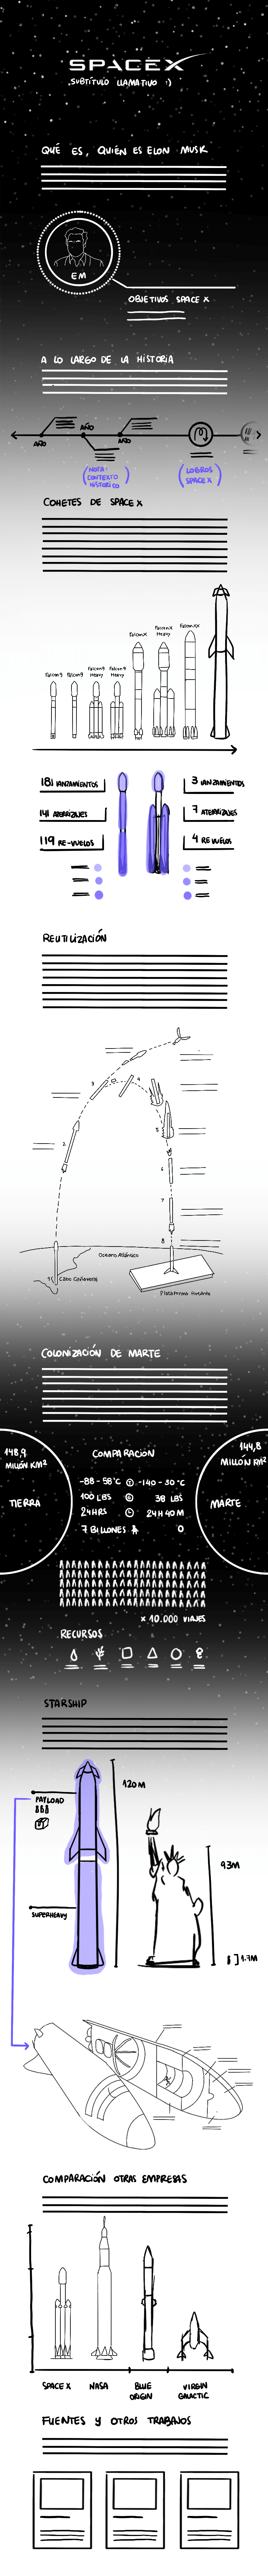 SPACEX
SUBTÍTULO LLAMATIVO :)
QUÉ ES, QUIÉN ES ELON MUSK
EM
OBJETIVOS SPACE X
A LO LARGO DE LA HISTORIA
AÑO
AÑO
AÑO
(NOTA:
CONTEXTO
HISTÓRICO)
(LOGROS
SPACE X)
COHETES DE SPACE X
Falcon 9
Falcon 9
Falcon 9
Heavy
Falcon 9
Heavy
Falcon X
Falcon X
Heavy
Falcon XX
181 LANZAMIENTOS
141 ATERRIZAJES
119 RE-VUELOS
3 LANZAMIENTOS
7 ATERRIZAJES
4 REVUELOS
REUTILIZACIÓN
1
2
3
4
5
6
7
8
Océano Atlántico
Cabo Cañaveral
Plataforma flotante
COLONIZACIÓN DE MARTE
148,9
MILLÓN KM²
TIERRA
COMPARACIÓN
-88 - 58°C
-140 - 30°C
100 LBS
38 LBS
24HRS
24H 40M
7 BILLONES
0
144,8
MILLÓN KM²
MARTE
x 10.000 VIAJES
RECURSOS
STARSHIP
120M
PAYLOAD
SUPERHEAVY
93M
1.7M
COMPARACIÓN OTRAS EMPRESAS
SPACE X
NASA
BLUE
ORIGIN
VIRGIN
GALACTIC
FUENTES Y OTROS TRABAJOS